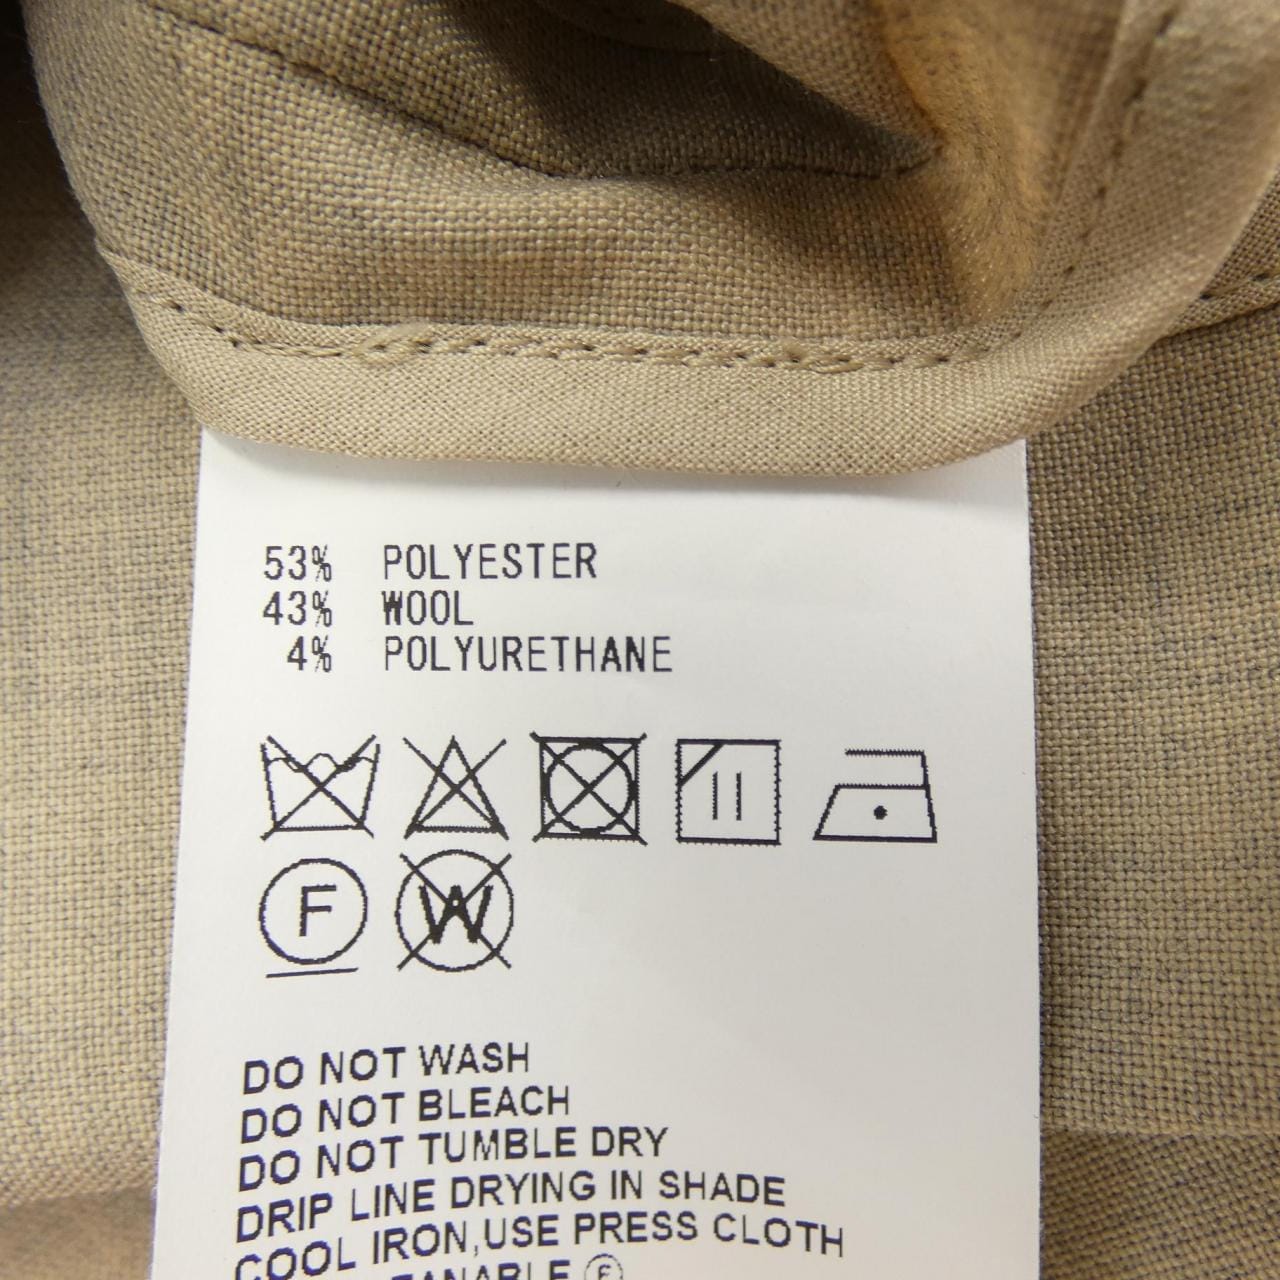 53% POLYESTER
43% WOOL
4% POLYURETHANE
F W
DO NOT WASH
DO NOT BLEACH
DO NOT TUMBLE DRY
DRIP LINE DRYING IN SHADE
COOL IRON,USE PRESS CLOTH
Ⓕ